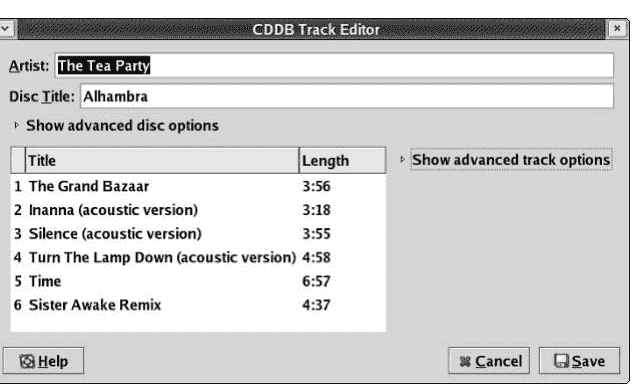 CDDB Track Editor
Artist: The Tea Party
Disc Title: Alhambra
Show advanced disc options
Title Length
Show advanced track options
1 The Grand Bazaar 3:56
2 Inanna (acoustic version) 3:18
3 Silence (acoustic version) 3:55
4 Turn The Lamp Down (acoustic version) 4:58
5 Time 6:57
6 Sister Awake Remix 4:37
Help Cancel Save